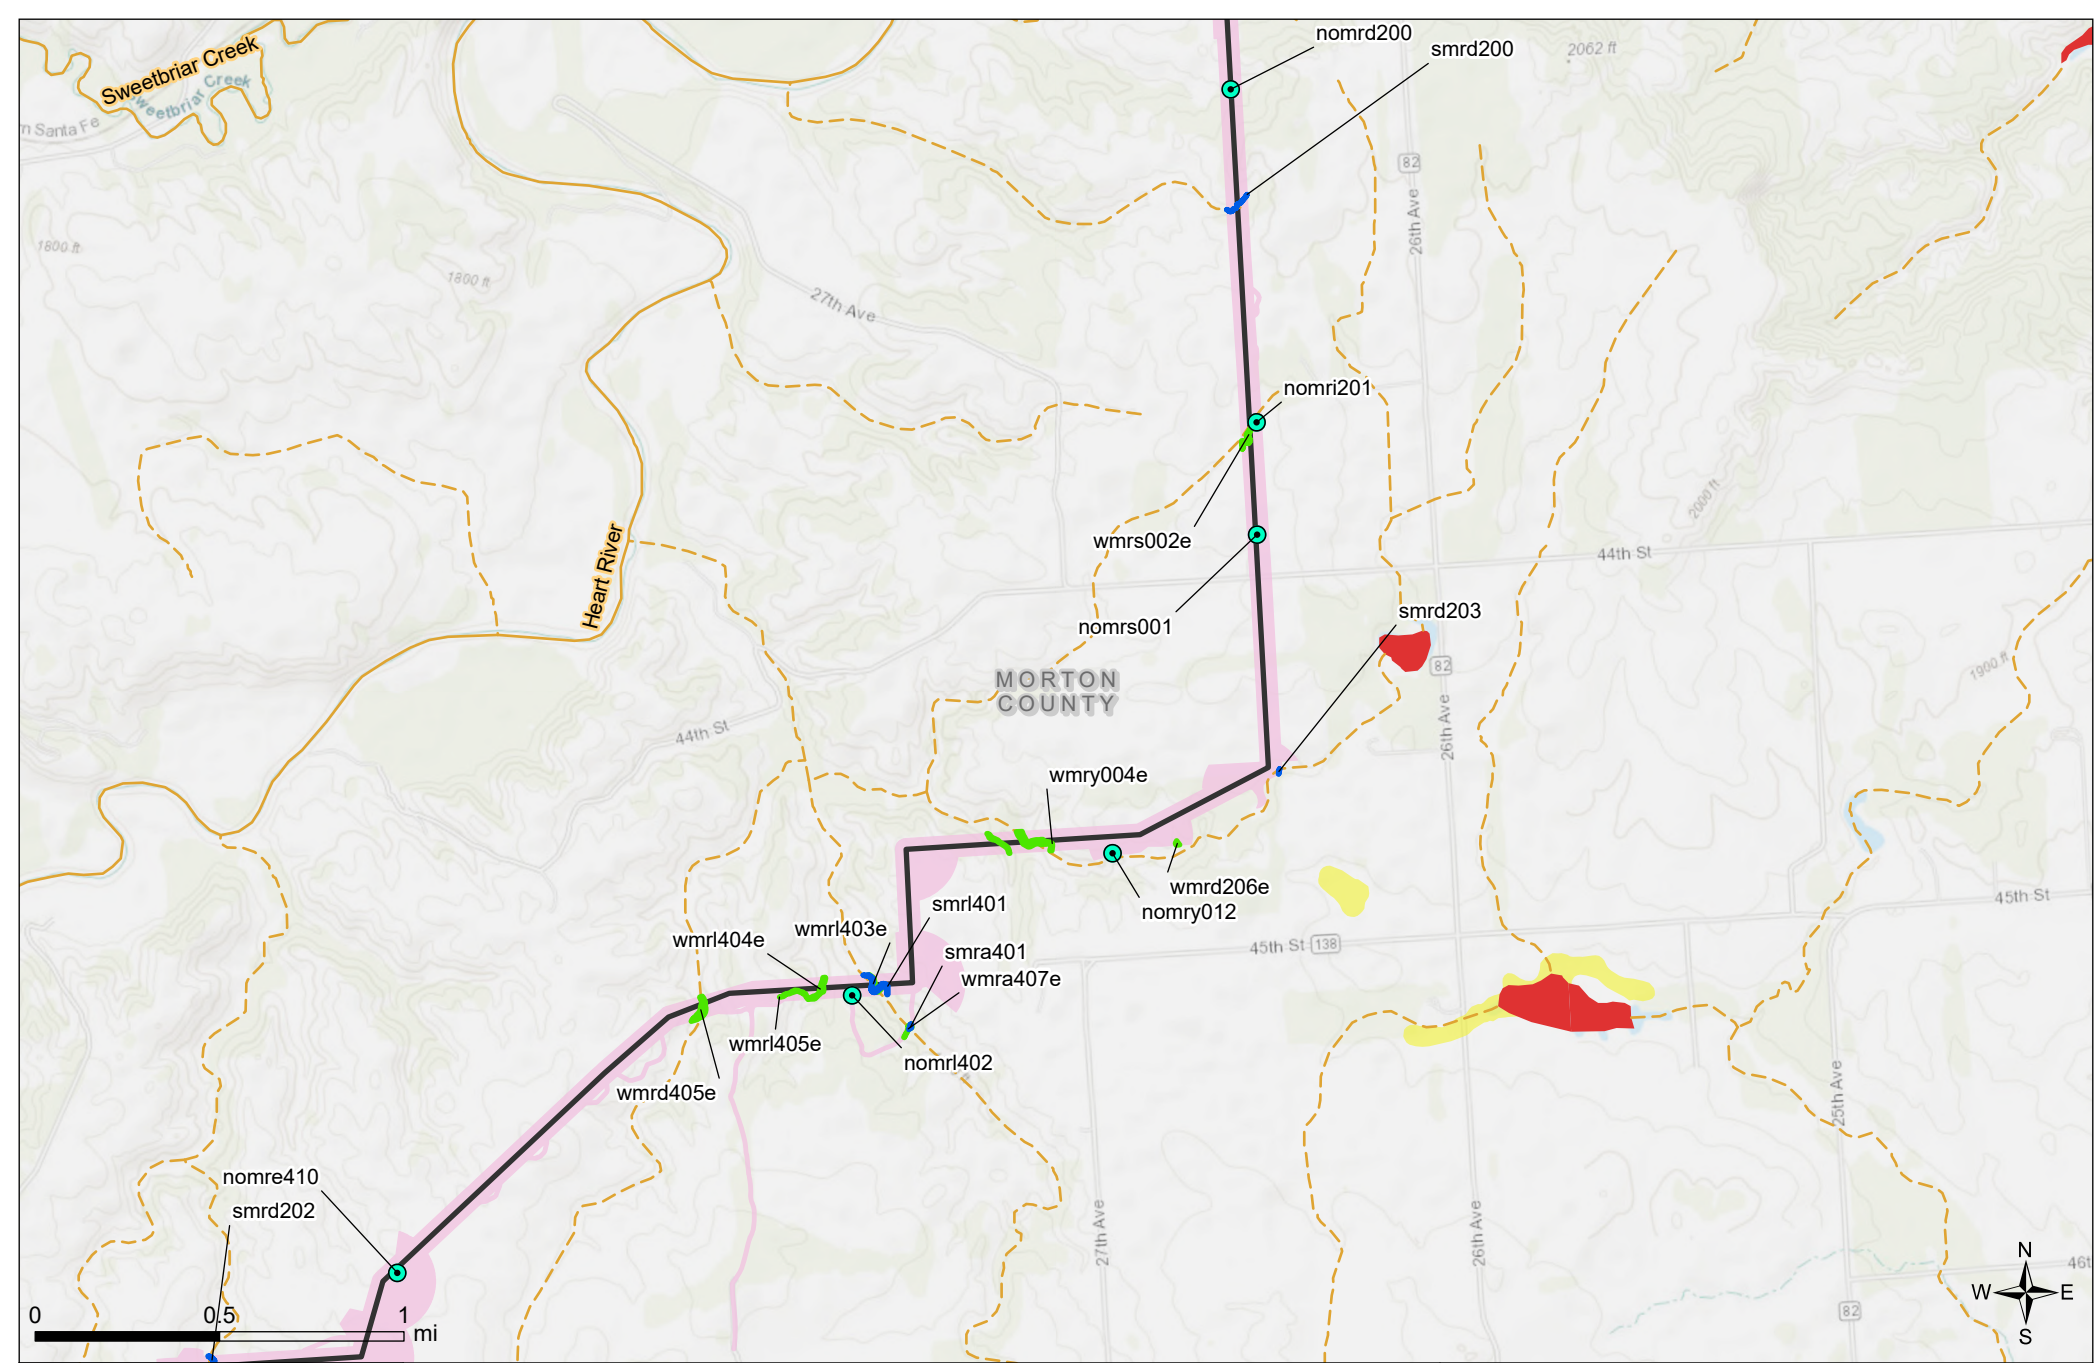 nomrd200
smrd200
2062 ft
Sweetbriar Creek
Sweetbriar Creek
n Santa Fe
82
26th Ave
1800 ft
1800 ft
27th Ave
nomri201
2000 ft
wmrs002e
44th St
Heart River
nomrs001
smrd203
82
1900 ft
MORTON
COUNTY
44th St
26th Ave
wmry004e
wmrd206e
nomry012
45th St
smrl401
wmrl403e
wmrl404e
45th St
138
smra401
wmra407e
wmrl405e
nomrl402
wmrd405e
25th Ave
nomre410
smrd202
27th Ave
26th Ave
N
W
E
S
46t
82
0
0.5
1
mi